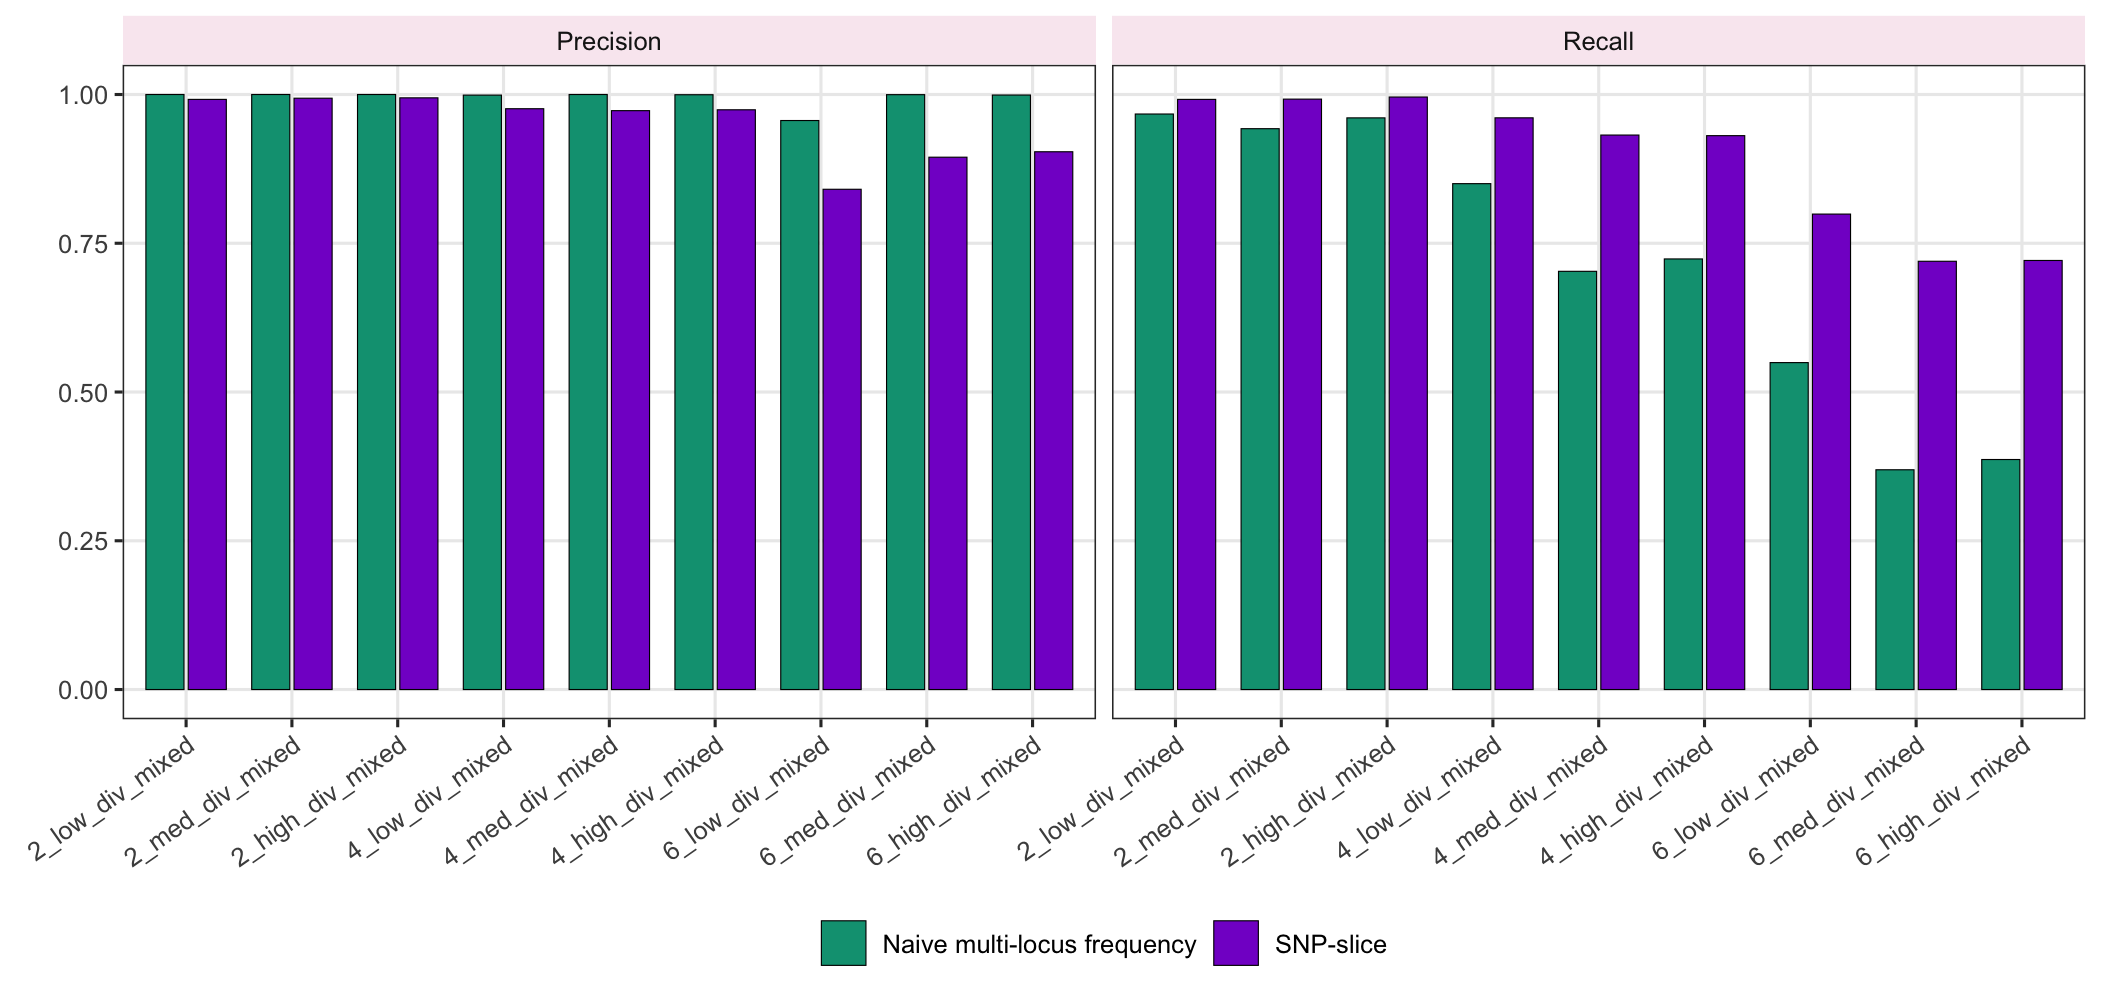 Precision
Recall
1.00
0.75
0.50
0.25
0.00
2_low_div_mixed
2_med_div_mixed
2_high_div_mixed
4_low_div_mixed
4_med_div_mixed
4_high_div_mixed
6_low_div_mixed
6_med_div_mixed
6_high_div_mixed
2_low_div_mixed
2_med_div_mixed
2_high_div_mixed
4_low_div_mixed
4_med_div_mixed
4_high_div_mixed
6_low_div_mixed
6_med_div_mixed
6_high_div_mixed
Naive multi-locus frequency
SNP-slice